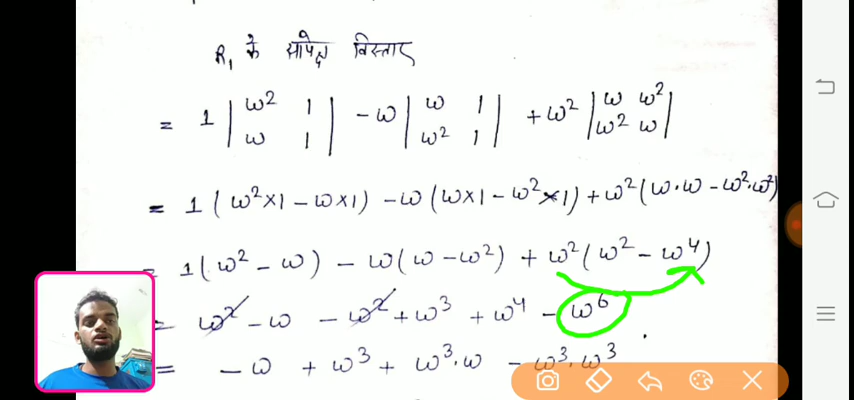 R₁ के सापेक्ष विस्तार
= 1 |ω² 1; ω 1| - ω |ω 1; ω² 1| + ω² |ω ω²; ω² ω|
= 1 ( ω²×1 - ω×1) - ω (ω×1 - ω²×1) + ω² (ω·ω - ω²·ω²)
= 1(ω² - ω) - ω(ω - ω²) + ω²(ω² - ω⁴)
= ω² - ω - ω² + ω³ + ω⁴ - ω⁶
= - ω + ω³ + ω³·ω - ω³·ω³